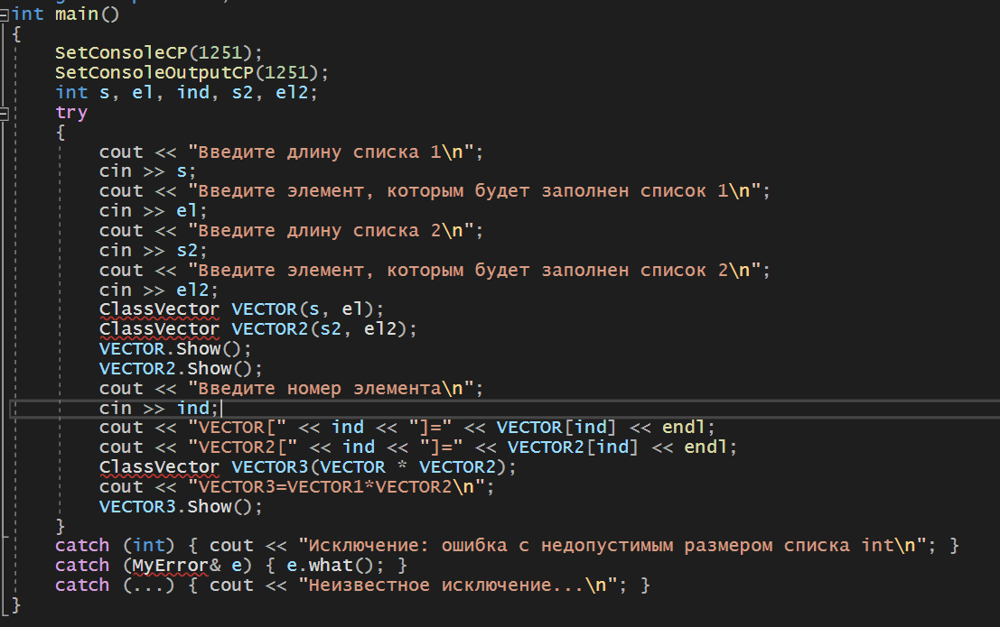 int main()
{
    SetConsoleCP(1251);
    SetConsoleOutputCP(1251);
    int s, el, ind, s2, el2;
    try
    {
        cout << "Введите длину списка 1\n";
        cin >> s;
        cout << "Введите элемент, которым будет заполнен список 1\n";
        cin >> el;
        cout << "Введите длину списка 2\n";
        cin >> s2;
        cout << "Введите элемент, которым будет заполнен список 2\n";
        cin >> el2;
        ClassVector VECTOR(s, el);
        ClassVector VECTOR2(s2, el2);
        VECTOR.Show();
        VECTOR2.Show();
        cout << "Введите номер элемента\n";
        cin >> ind;
        cout << "VECTOR[" << ind << "]=" << VECTOR[ind] << endl;
        cout << "VECTOR2[" << ind << "]=" << VECTOR2[ind] << endl;
        ClassVector VECTOR3(VECTOR * VECTOR2);
        cout << "VECTOR3=VECTOR1*VECTOR2\n";
        VECTOR3.Show();
    }
    catch (int) { cout << "Исключение: ошибка с недопустимым размером списка int\n"; }
    catch (MyError& e) { e.what(); }
    catch (...) { cout << "Неизвестное исключение...\n"; }
}